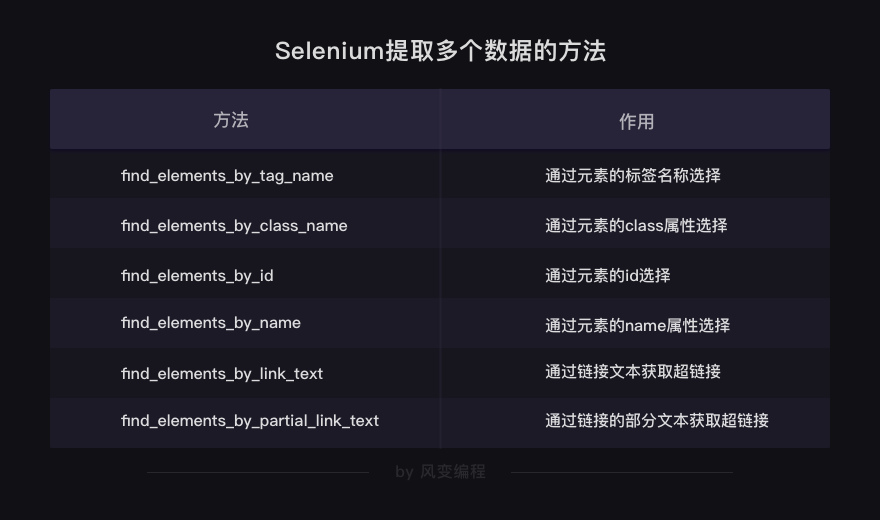 Selenium提取多个数据的方法
方法 作用
find_elements_by_tag_name 通过元素的标签名称选择
find_elements_by_class_name 通过元素的class属性选择
find_elements_by_id 通过元素的id选择
find_elements_by_name 通过元素的name属性选择
find_elements_by_link_text 通过链接文本获取超链接
find_elements_by_partial_link_text 通过链接的部分文本获取超链接
by 风变编程